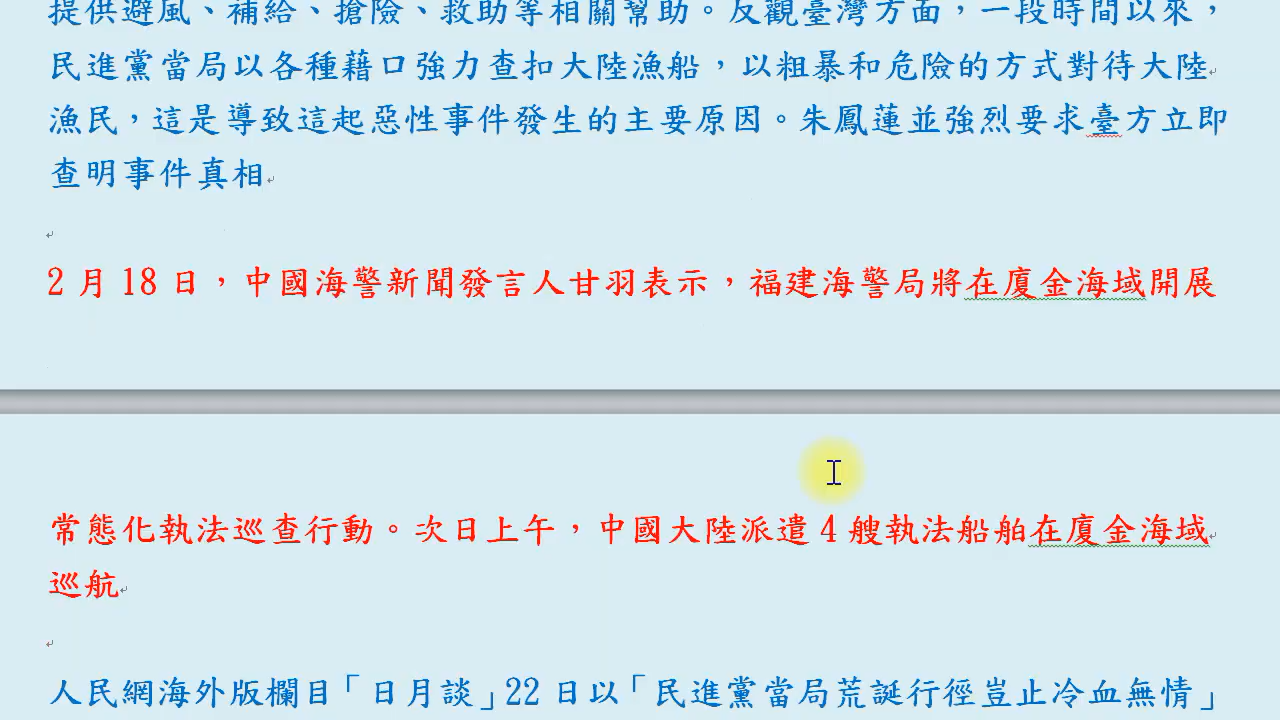 提供避風、補給、搶險、救助等相關幫助。反觀臺灣方面，一段時間以來，
民進黨當局以各種藉口強力查扣大陸漁船，以粗暴和危險的方式對待大陸
漁民，這是導致這起惡性事件發生的主要原因。朱鳳蓮並強烈要求臺方立即
查明事件真相
2 月 18 日，中國海警新聞發言人甘羽表示，福建海警局將在廈金海域開展
常態化執法巡查行動。次日上午，中國大陸派遣 4 艘執法船舶在廈金海域
巡航
人民網海外版欄目「日月談」22 日以「民進黨當局荒誕行徑豈止冷血無情」